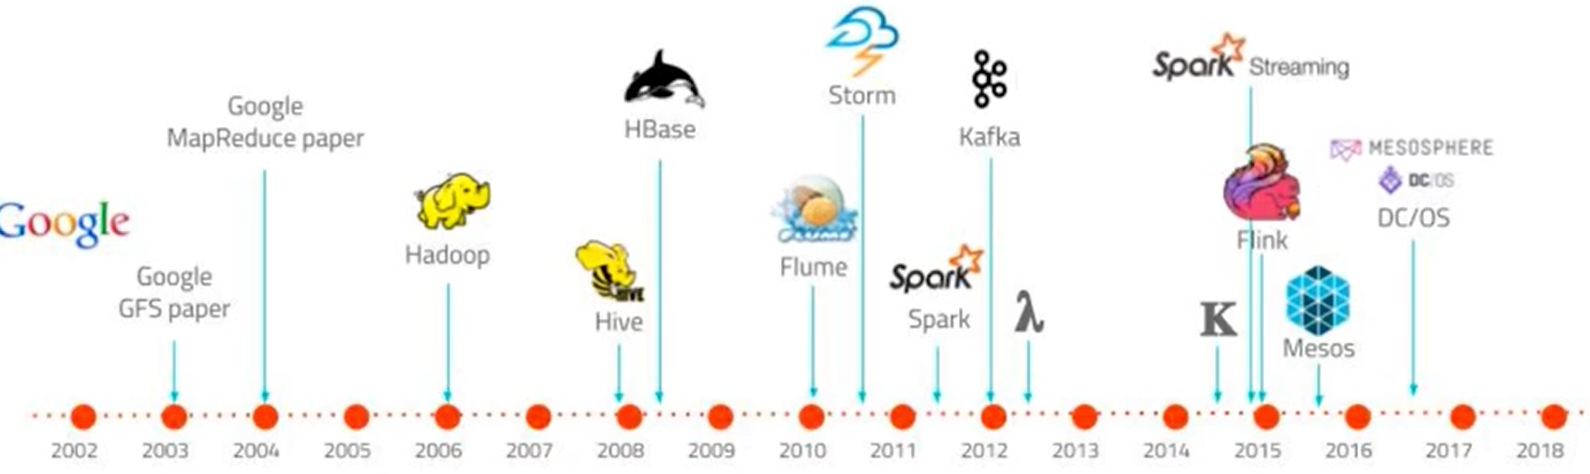 Google
Google
GFS paper
Google
MapReduce paper
Hadoop
HIVE
Hive
HBase
Flume
Storm
Spark
Spark
Kafka
λ
K
Spark Streaming
Flink
Mesos
MESOSPHERE
DC/OS
DC/OS
2002 2003 2004 2005 2006 2007 2008 2009 2010 2011 2012 2013 2014 2015 2016 2017 2018